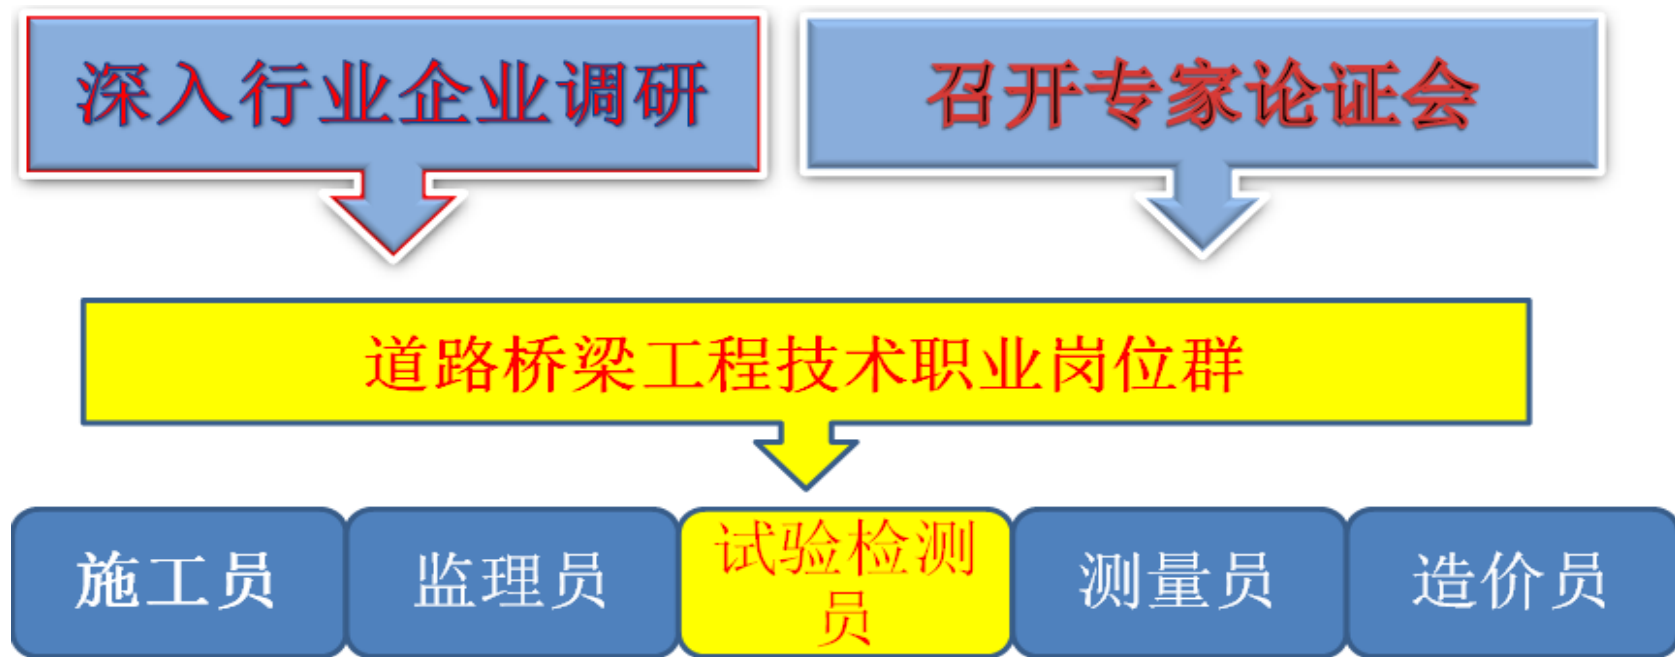 深入行业企业调研
召开专家论证会
道路桥梁工程技术职业岗位群
施工员
监理员
试验检测
员
测量员
造价员